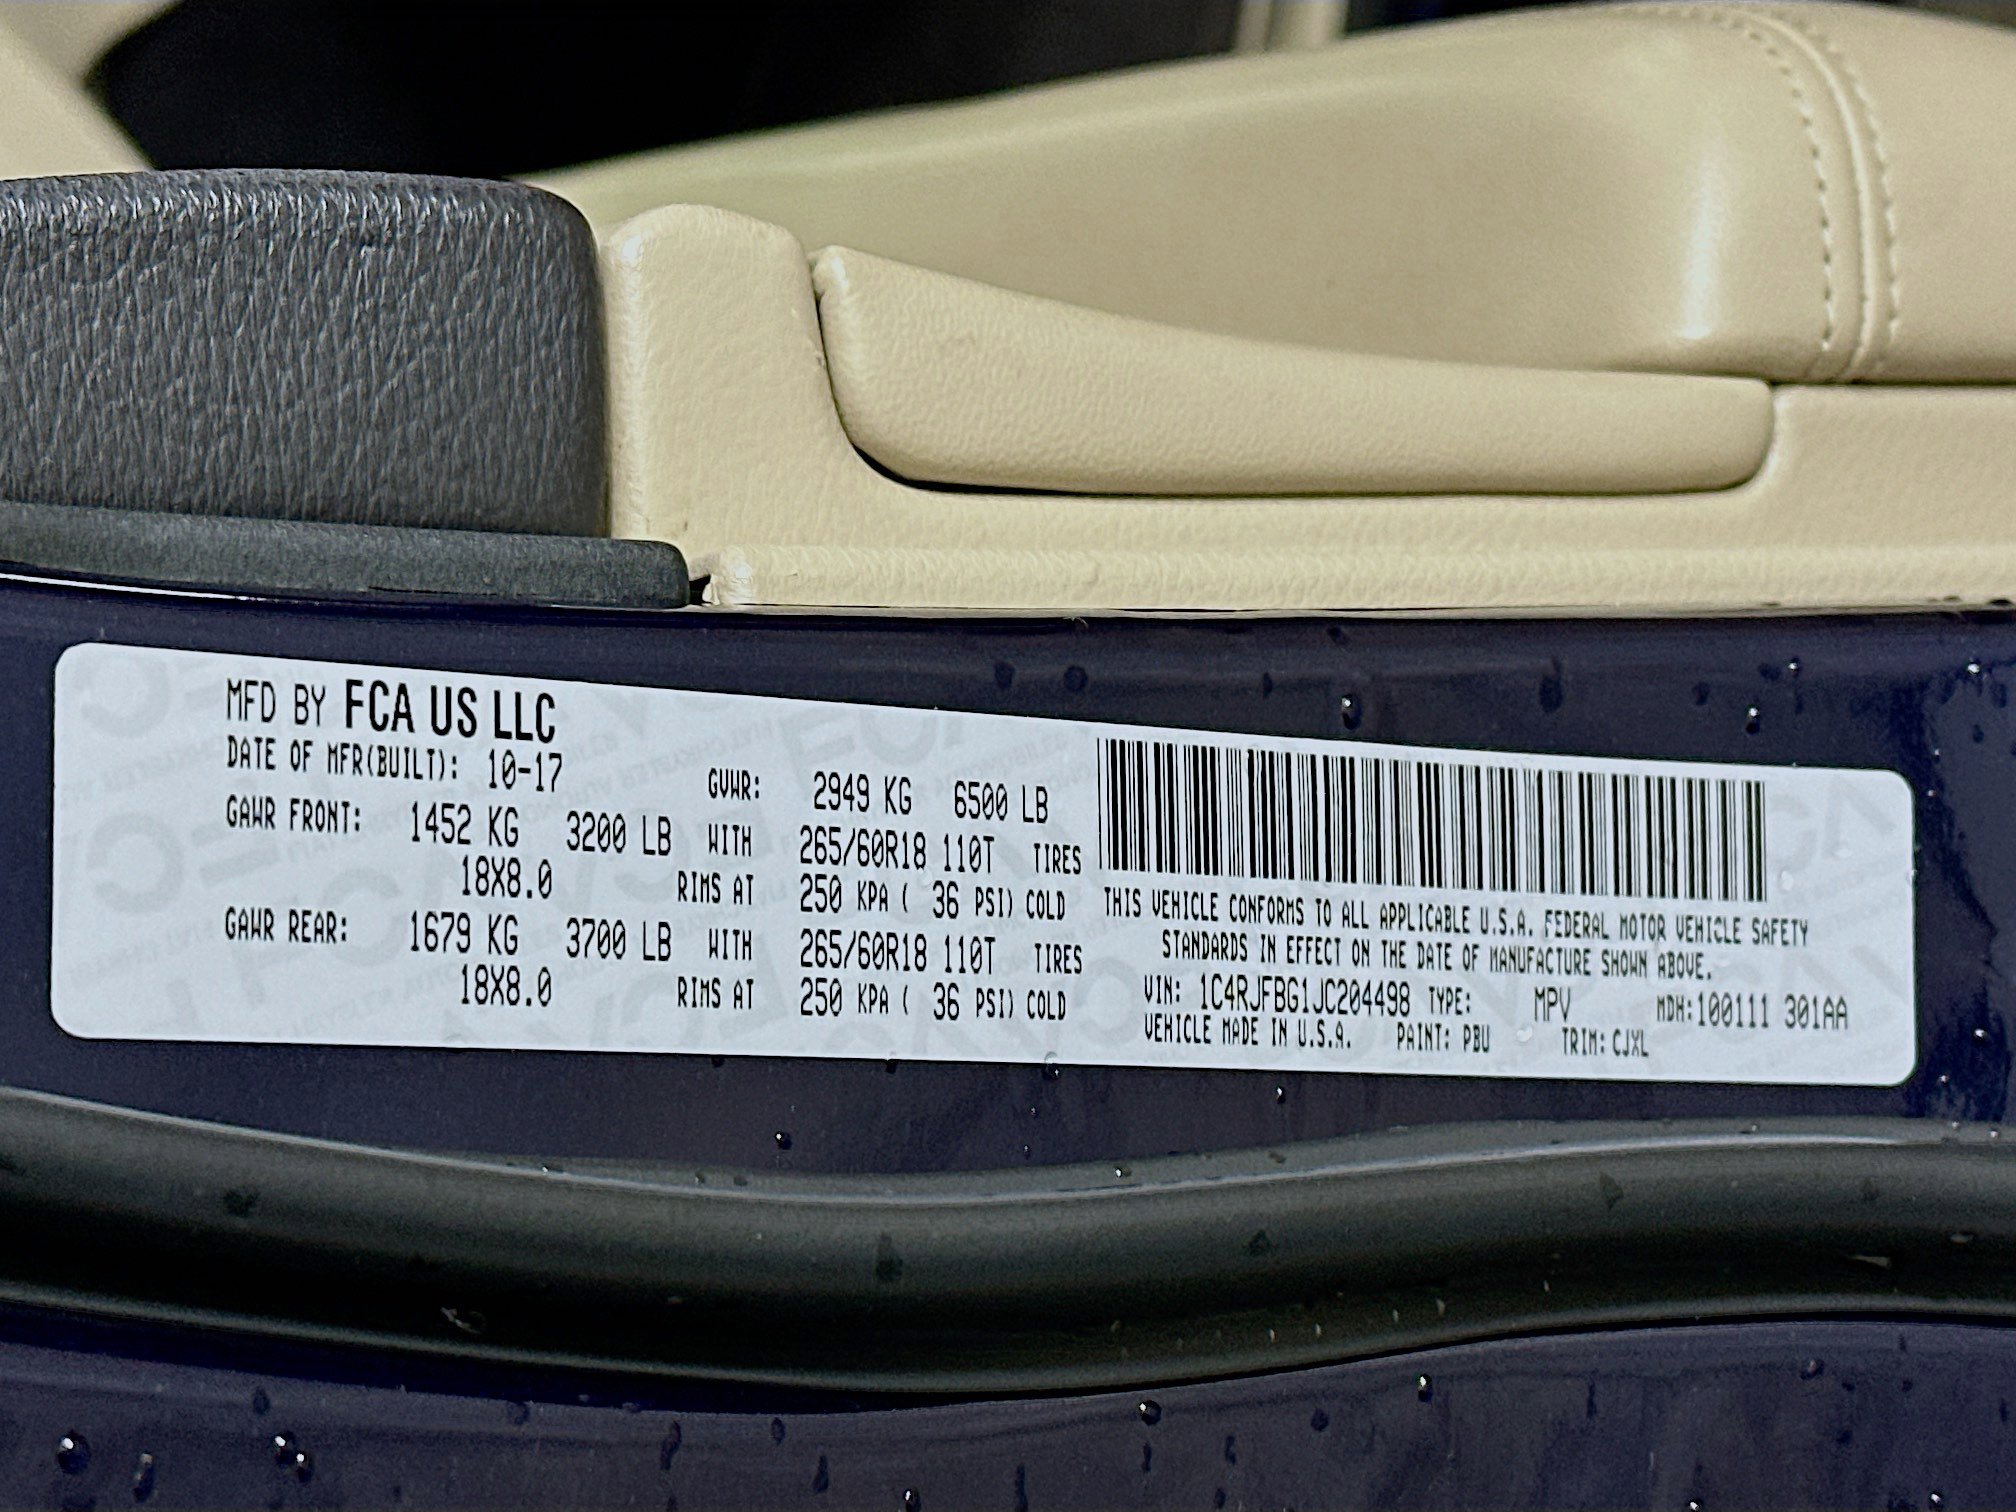 MFD BY FCA US LLC
DATE OF MFR(BUILT): 10-17 GVWR: 2949 KG 6500 LB
GAWR FRONT: 1452 KG 3200 LB WITH 265/60R18 110T TIRES
18X8.0 RIMS AT 250 KPA ( 36 PSI) COLD
GAWR REAR: 1679 KG 3700 LB WITH 265/60R18 110T TIRES
18X8.0 RIMS AT 250 KPA ( 36 PSI) COLD
THIS VEHICLE CONFORMS TO ALL APPLICABLE U.S.A. FEDERAL MOTOR VEHICLE SAFETY
STANDARDS IN EFFECT ON THE DATE OF MANUFACTURE SHOWN ABOVE.
VIN: 1C4RJFBG1JC204498 TYPE: MPV MDH:100111 301AA
VEHICLE MADE IN U.S.A. PAINT: PBU TRIM: CJXL